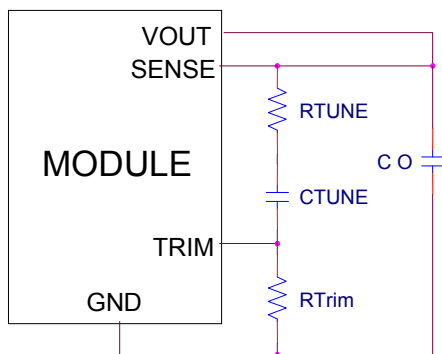 VOUT
SENSE
RTUNE
MODULE
C O
CTUNE
TRIM
GND
RTrim